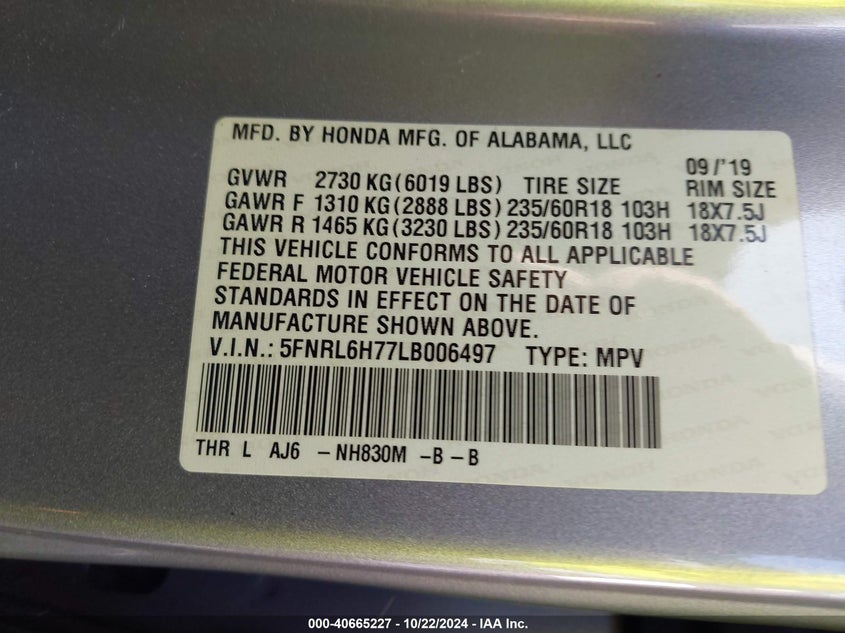 MFD. BY HONDA MFG. OF ALABAMA, LLC
09/'19
GVWR 2730 KG(6019 LBS) TIRE SIZE RIM SIZE
GAWR F 1310 KG(2888 LBS)235/60R18 103H 18X7.5J
GAWR R 1465 KG(3230 LBS)235/60R18 103H 18X7.5J
THIS VEHICLE CONFORMS TO ALL APPLICABLE
FEDERAL MOTOR VEHICLE SAFETY
STANDARDS IN EFFECT ON THE DATE OF
MANUFACTURE SHOWN ABOVE.
V.I.N.: 5FNRL6H77LB006497 TYPE: MPV
THR L AJ6 -NH830M -B-B
000-40665227 - 10/22/2024 - IAA Inc.